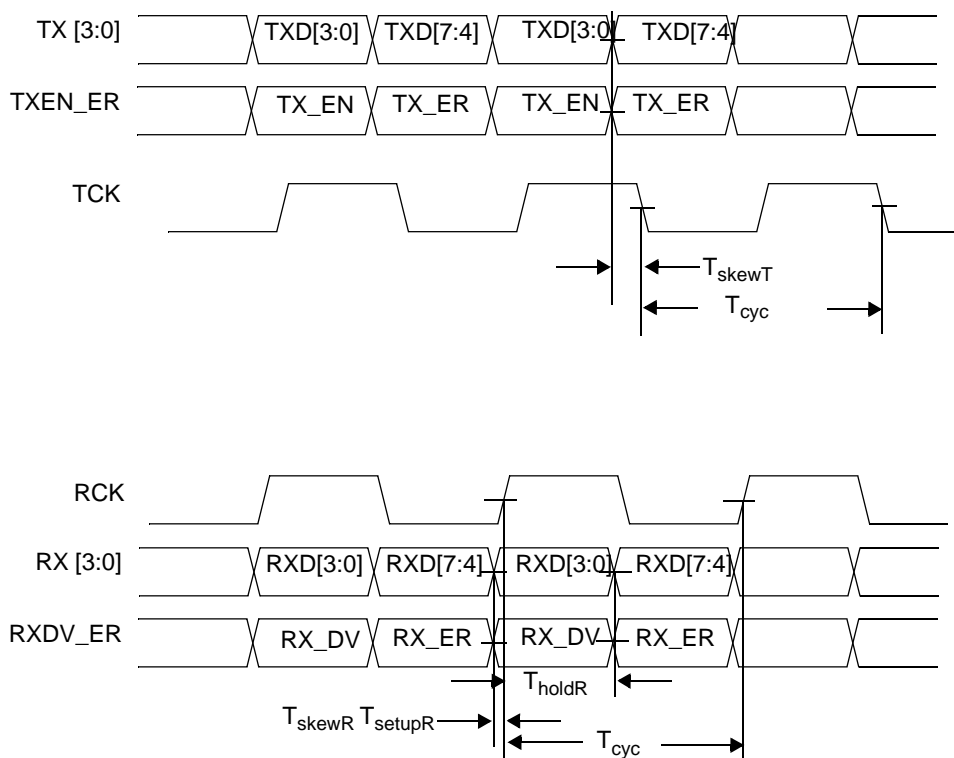 TX [3:0] TXD[3:0] TXD[7:4] TXD[3:0] TXD[7:4]
TXEN_ER TX_EN TX_ER TX_EN TX_ER
TCK
TskewT
Tcyc
RCK
RX [3:0] RXD[3:0] RXD[7:4] RXD[3:0] RXD[7:4]
RXDV_ER RX_DV RX_ER RX_DV RX_ER
TholdR
TskewR TsetupR
Tcyc